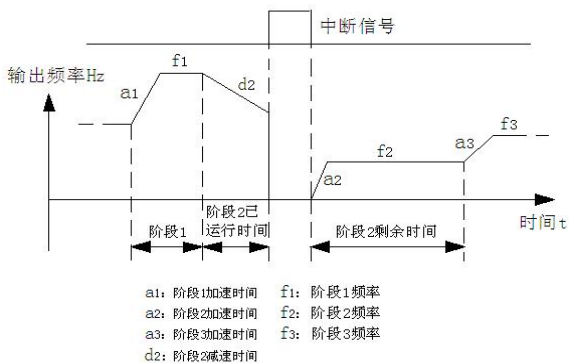 中断信号
输出频率Hz
f1
a1
d2
f3
a3
f2
a2
时间t
阶段1
阶段2已
运行时间
阶段2剩余时间
a1：阶段1加速时间 f1：阶段1频率
a2：阶段2加速时间 f2：阶段2频率
a3：阶段3加速时间 f3：阶段3频率
d2：阶段2减速时间